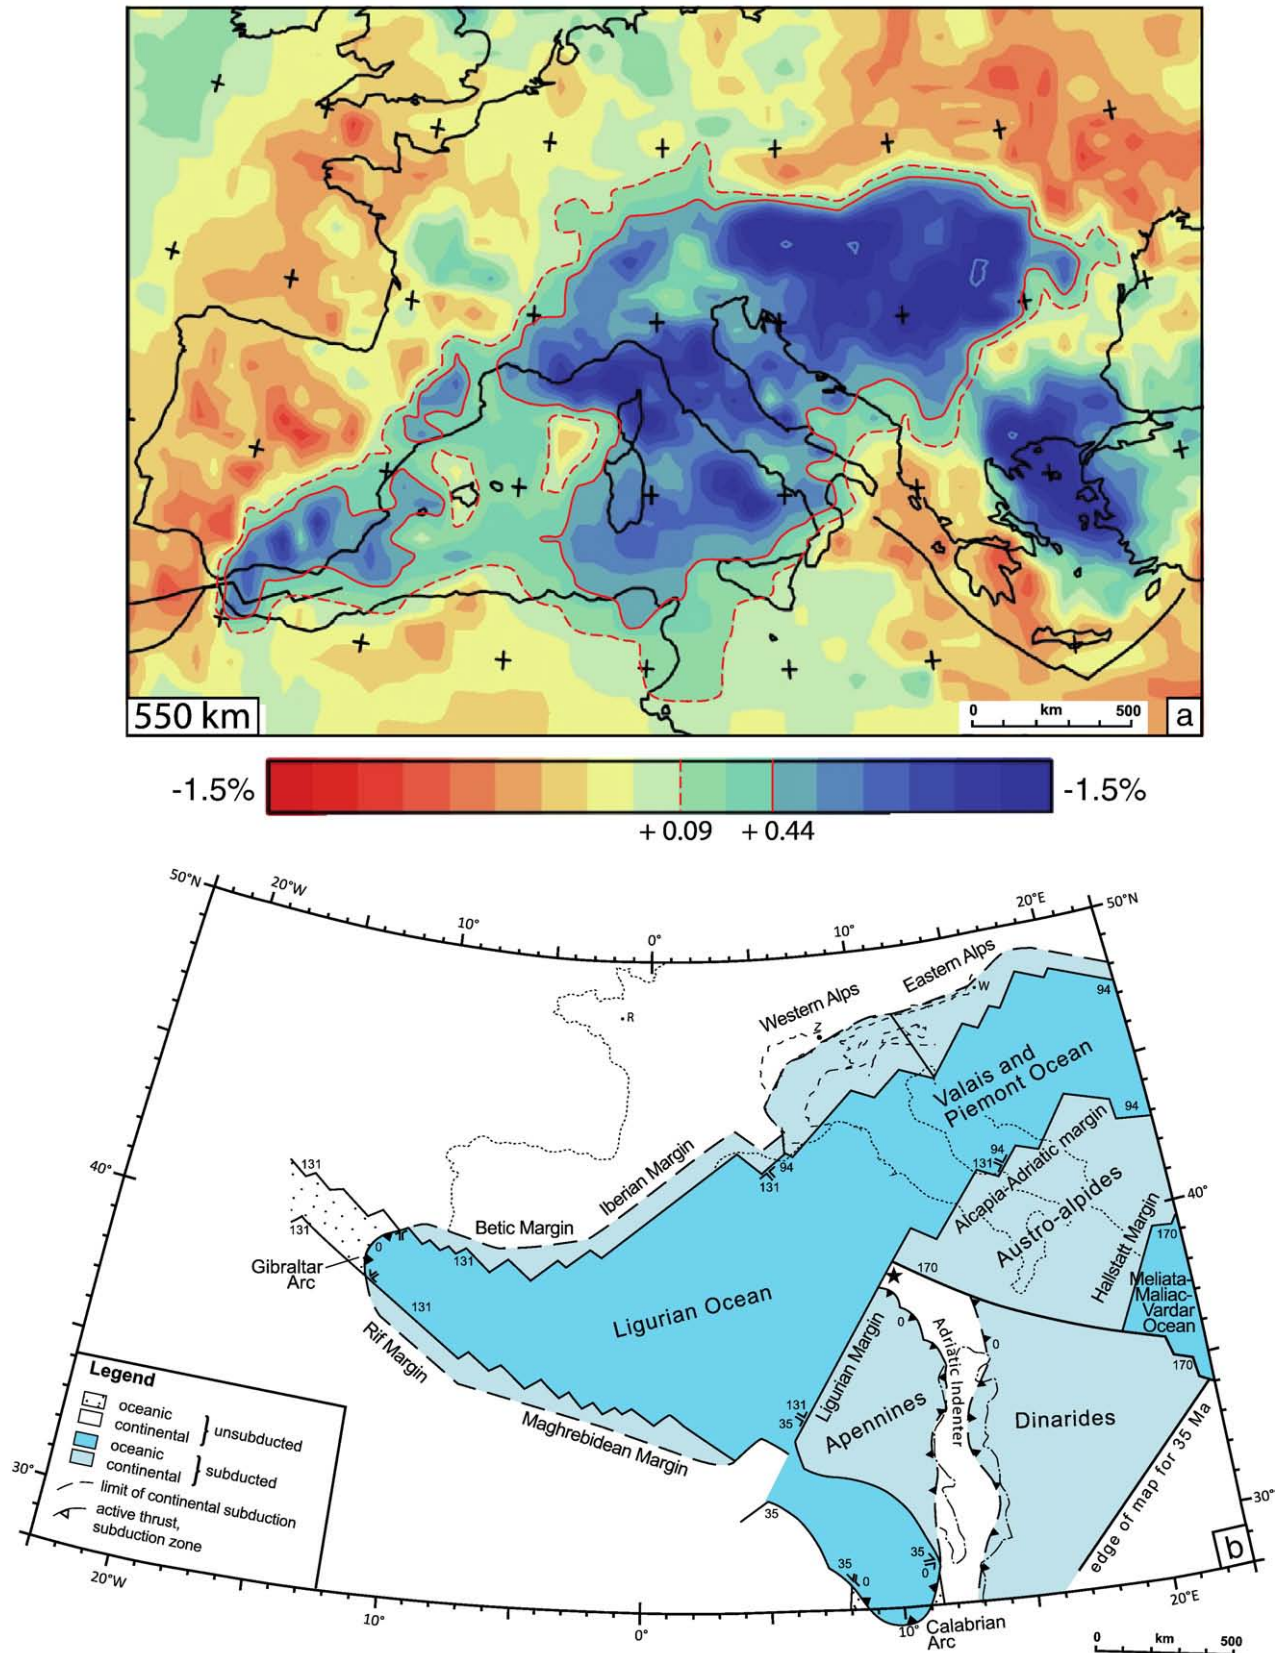 550 km
0 km 500
a
-1.5%
-1.5%
+ 0.09 + 0.44
50°N
20°W
10°
0°
10°
20°E
50°N
Eastern Alps
Western Alps
W
Z
R
94
Valais and
Piemont Ocean
94
40°
131
131
Iberian Margin
94
131
94
131
Alcapia-Adriatic margin
Austro-alpides
Hallstatt Margin
40°
170
Betic Margin
0
131
Gibraltar
Arc
131
Rif Margin
Ligurian Ocean
170
Meliata-
Maliac-
Vardar
Ocean
170
0
Adriatic Indenter
0
Ligurian Margin
131
35
Apennines
Dinarides
Maghrebidean Margin
edge of map for 35 Ma
Legend
oceanic
continental
unsubducted
oceanic
continental
subducted
limit of continental subduction
active thrust,
subduction zone
30°
30°
35
35
0
35
0
b
20°W
10°
0°
10°
Calabrian
Arc
20°E
0 km 500